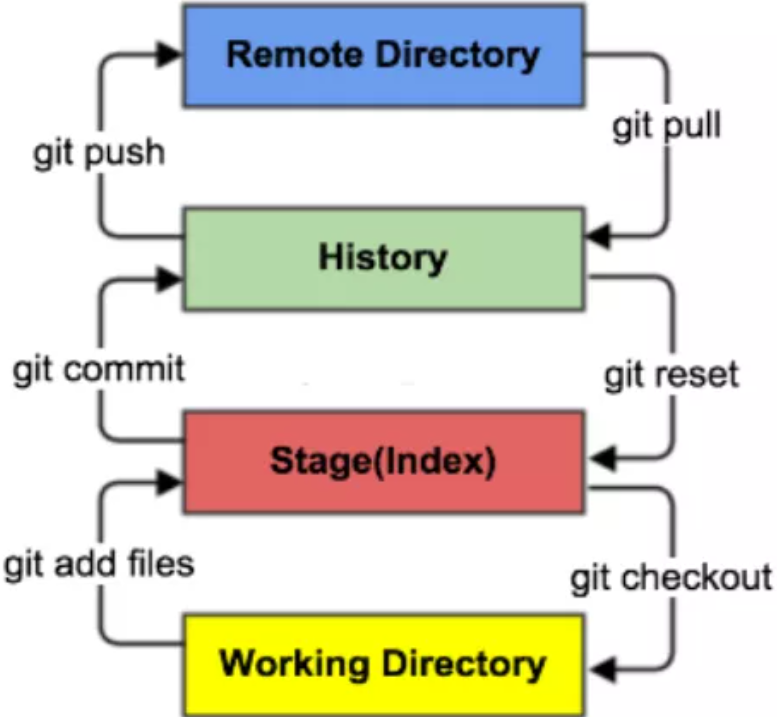 Remote Directory
git pull
git push
History
git commit
git reset
Stage(Index)
git add files
git checkout
Working Directory